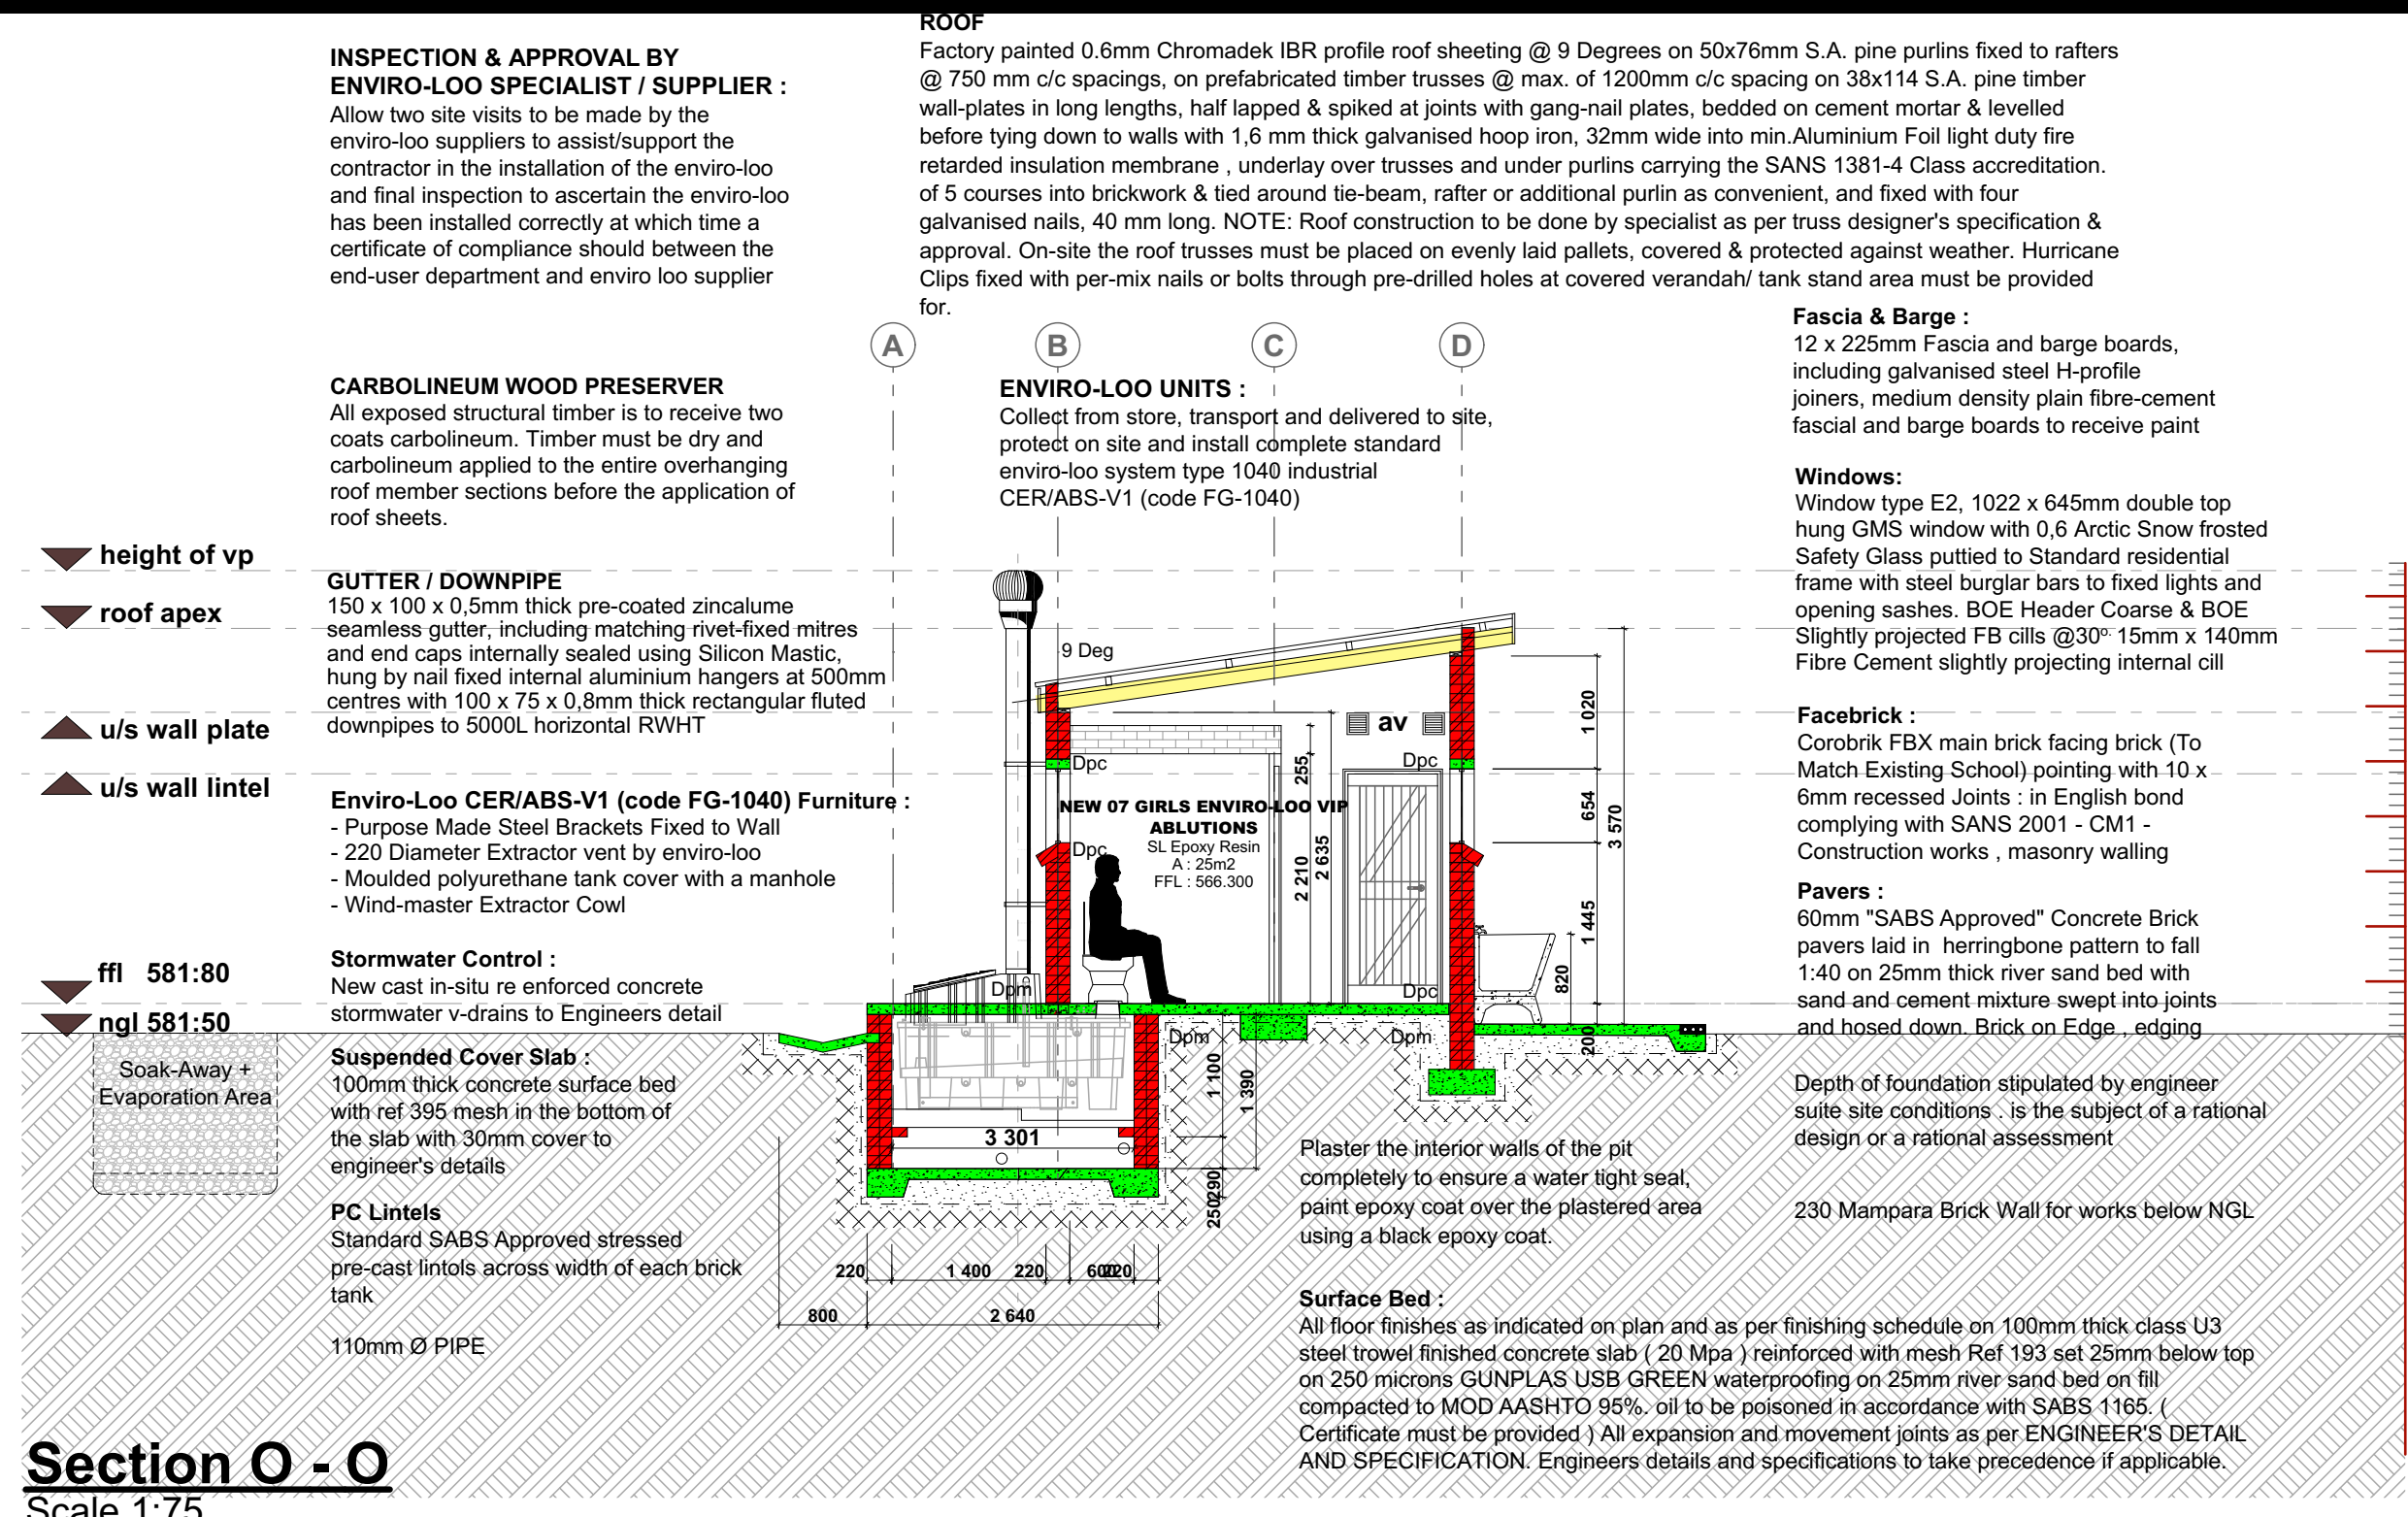 ROOF
Factory painted 0.6mm Chromadek IBR profile roof sheeting @ 9 Degrees on 50x76mm S.A. pine purlins fixed to rafters
@ 750 mm c/c spacings, on prefabricated timber trusses @ max. of 1200mm c/c spacing on 38x114 S.A. pine timber
wall-plates in long lengths, half lapped & spiked at joints with gang-nail plates, bedded on cement mortar & levelled
before tying down to walls with 1,6 mm thick galvanised hoop iron, 32mm wide into min.Aluminium Foil light duty fire
retarded insulation membrane , underlay over trusses and under purlins carrying the SANS 1381-4 Class accreditation.
of 5 courses into brickwork & tied around tie-beam, rafter or additional purlin as convenient, and fixed with four
galvanised nails, 40 mm long. NOTE: Roof construction to be done by specialist as per truss designer's specification &
approval. On-site the roof trusses must be placed on evenly laid pallets, covered & protected against weather. Hurricane
Clips fixed with per-mix nails or bolts through pre-drilled holes at covered verandah/ tank stand area must be provided
for.
INSPECTION & APPROVAL BY
ENVIRO-LOO SPECIALIST / SUPPLIER :
Allow two site visits to be made by the
enviro-loo suppliers to assist/support the
contractor in the installation of the enviro-loo
and final inspection to ascertain the enviro-loo
has been installed correctly at which time a
certificate of compliance should between the
end-user department and enviro loo supplier
CARBOLINEUM WOOD PRESERVER
All exposed structural timber is to receive two
coats carbolineum. Timber must be dry and
carbolineum applied to the entire overhanging
roof member sections before the application of
roof sheets.
GUTTER / DOWNPIPE
150 x 100 x 0,5mm thick pre-coated zincalume
seamless gutter, including matching rivet-fixed mitres
and end caps internally sealed using Silicon Mastic,
hung by nail fixed internal aluminium hangers at 500mm
centres with 100 x 75 x 0,8mm thick rectangular fluted
downpipes to 5000L horizontal RWHT
Enviro-Loo CER/ABS-V1 (code FG-1040) Furniture :
- Purpose Made Steel Brackets Fixed to Wall
- 220 Diameter Extractor vent by enviro-loo
- Moulded polyurethane tank cover with a manhole
- Wind-master Extractor Cowl
Stormwater Control :
New cast in-situ re enforced concrete
stormwater v-drains to Engineers detail
Suspended Cover Slab :
100mm thick concrete surface bed
with ref 395 mesh in the bottom of
the slab with 30mm cover to
engineer's details
PC Lintels
Standard SABS Approved stressed
pre-cast lintols across width of each brick
tank
110mm Ø PIPE
height of vp
roof apex
u/s wall plate
u/s wall lintel
ffl 581:80
ngl 581:50
Soak-Away +
Evaporation Area
A
B
C
D
ENVIRO-LOO UNITS :
Collect from store, transport and delivered to site,
protect on site and install complete standard
enviro-loo system type 1040 industrial
CER/ABS-V1 (code FG-1040)
9 Deg
av
Dpc
Dpc
Dpc
Dpc
Dpm
Dpm
Dpm
NEW 07 GIRLS ENVIRO-LOO VIP
ABLUTIONS
SL Epoxy Resin
A : 25m2
FFL : 566.300
255
2 210
2 635
1 020
654
3 570
1 445
820
200
1 100
1 390
290
250
3 301
220
1 400
220
600
220
800
2 640
Fascia & Barge :
12 x 225mm Fascia and barge boards,
including galvanised steel H-profile
joiners, medium density plain fibre-cement
fascial and barge boards to receive paint
Windows:
Window type E2, 1022 x 645mm double top
hung GMS window with 0,6 Arctic Snow frosted
Safety Glass puttied to Standard residential
frame with steel burglar bars to fixed lights and
opening sashes. BOE Header Coarse & BOE
Slightly projected FB cills @30º· 15mm x 140mm
Fibre Cement slightly projecting internal cill
Facebrick :
Corobrik FBX main brick facing brick (To
Match Existing School) pointing with 10 x
6mm recessed Joints : in English bond
complying with SANS 2001 - CM1 -
Construction works , masonry walling
Pavers :
60mm "SABS Approved" Concrete Brick
pavers laid in herringbone pattern to fall
1:40 on 25mm thick river sand bed with
sand and cement mixture swept into joints
and hosed down. Brick on Edge , edging
Depth of foundation stipulated by engineer
suite site conditions . is the subject of a rational
design or a rational assessment
230 Mampara Brick Wall for works below NGL
Plaster the interior walls of the pit
completely to ensure a water tight seal,
paint epoxy coat over the plastered area
using a black epoxy coat.
Surface Bed :
All floor finishes as indicated on plan and as per finishing schedule on 100mm thick class U3
steel trowel finished concrete slab ( 20 Mpa ) reinforced with mesh Ref 193 set 25mm below top
on 250 microns GUNPLAS USB GREEN waterproofing on 25mm river sand bed on fill
compacted to MOD AASHTO 95%. oil to be poisoned in accordance with SABS 1165. (
Certificate must be provided ) All expansion and movement joints as per ENGINEER'S DETAIL
AND SPECIFICATION. Engineers details and specifications to take precedence if applicable.
Section O - O
Scale 1:75